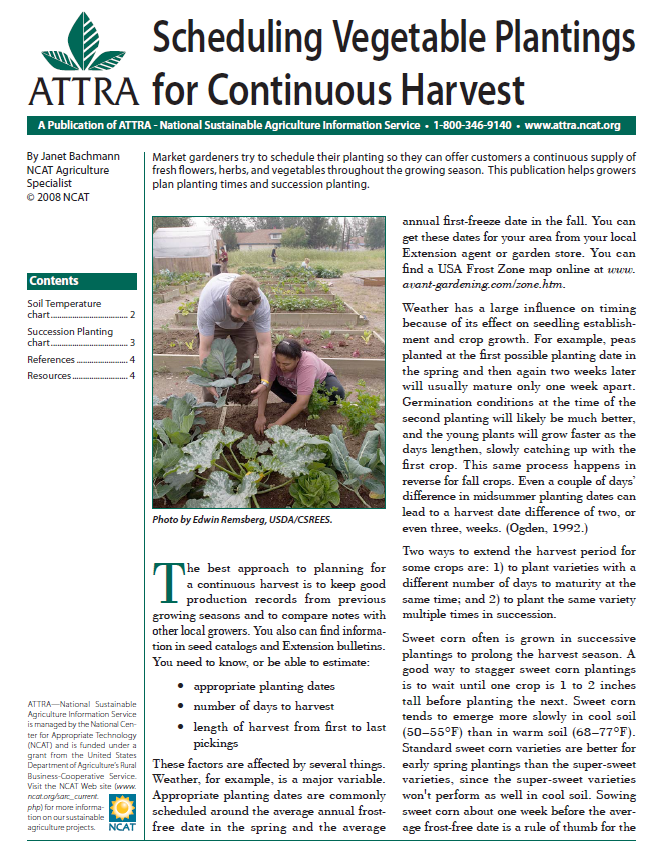 Scheduling Vegetable Plantings
for Continuous Harvest
ATTRA
A Publication of ATTRA - National Sustainable Agriculture Information Service • 1-800-346-9140 • www.attra.ncat.org
By Janet Bachmann
NCAT Agriculture
Specialist
© 2008 NCAT
Contents
Soil Temperature
chart.................................... 2
Succession Planting
chart.................................... 3
References ........................ 4
Resources.......................... 4
ATTRA—National Sustainable
Agriculture Information Service
is managed by the National Cen-
ter for Appropriate Technology
(NCAT) and is funded under a
grant from the United States
Department of Agriculture's Rural
Business-Cooperative Service.
Visit the NCAT Web site (www.
ncat.org/sarc_current.
php) for more informa-
tion on our sustainable
agriculture projects.
NCAT
Market gardeners try to schedule their planting so they can offer customers a continuous supply of
fresh flowers, herbs, and vegetables throughout the growing season. This publication helps growers
plan planting times and succession planting.
Photo by Edwin Remsberg, USDA/CSREES.
The best approach to planning for
a continuous harvest is to keep good
production records from previous
growing seasons and to compare notes with
other local growers. You also can find informa-
tion in seed catalogs and Extension bulletins.
You need to know, or be able to estimate:
• appropriate planting dates
• number of days to harvest
• length of harvest from first to last
pickings
These factors are affected by several things.
Weather, for example, is a major variable.
Appropriate planting dates are commonly
scheduled around the average annual frost-
free date in the spring and the average
annual first-freeze date in the fall. You can
get these dates for your area from your local
Extension agent or garden store. You can
find a USA Frost Zone map online at www.
avant-gardening.com/zone.htm.
Weather has a large influence on timing
because of its effect on seedling establish-
ment and crop growth. For example, peas
planted at the first possible planting date in
the spring and then again two weeks later
will usually mature only one week apart.
Germination conditions at the time of the
second planting will likely be much better,
and the young plants will grow faster as the
days lengthen, slowly catching up with the
first crop. This same process happens in
reverse for fall crops. Even a couple of days'
difference in midsummer planting dates can
lead to a harvest date difference of two, or
even three, weeks. (Ogden, 1992.)
Two ways to extend the harvest period for
some crops are: 1) to plant varieties with a
different number of days to maturity at the
same time; and 2) to plant the same variety
multiple times in succession.
Sweet corn often is grown in successive
plantings to prolong the harvest season. A
good way to stagger sweet corn plantings
is to wait until one crop is 1 to 2 inches
tall before planting the next. Sweet corn
tends to emerge more slowly in cool soil
(50–55°F) than in warm soil (68–77°F).
Standard sweet corn varieties are better for
early spring plantings than the super-sweet
varieties, since the super-sweet varieties
won't perform as well in cool soil. Sowing
sweet corn about one week before the aver-
age frost-free date is a rule of thumb for the